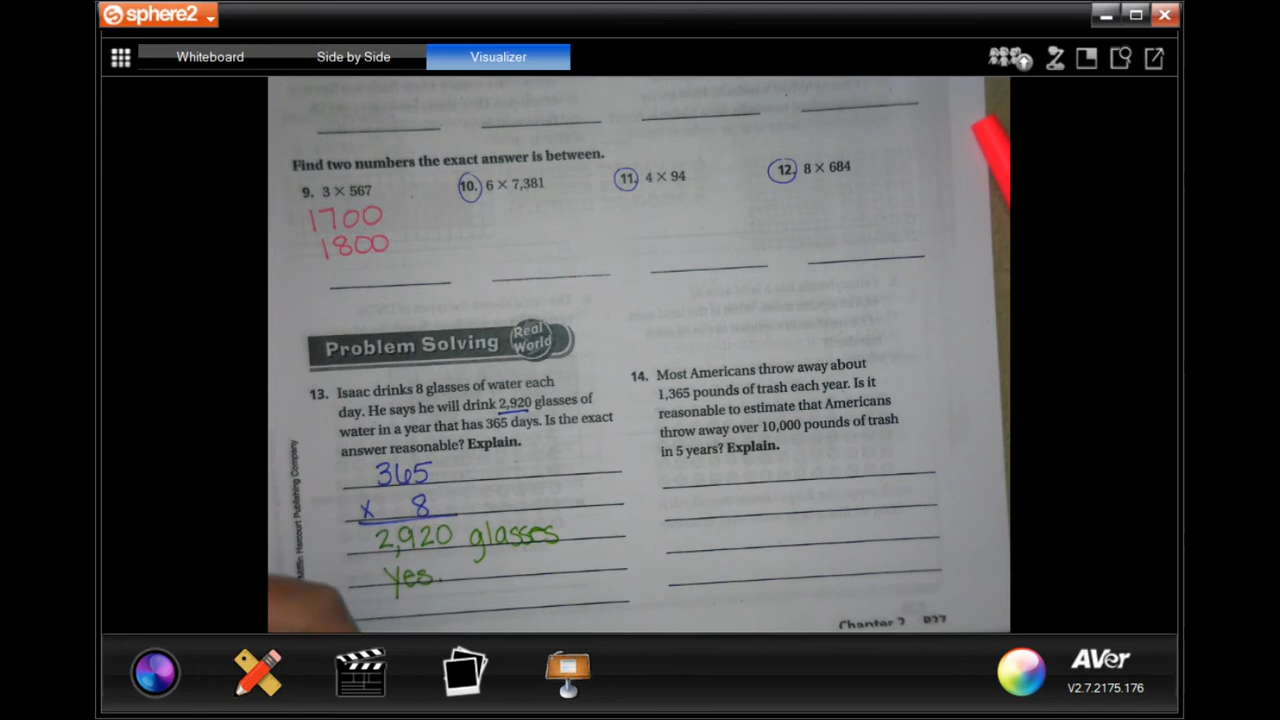 sphere2
Whiteboard Side by Side Visualizer
Find two numbers the exact answer is between.
9. 3 × 567 10. 6 × 7,381 11. 4 × 94 12. 8 × 684
1700
1800
Problem Solving Real World
13. Isaac drinks 8 glasses of water each
day. He says he will drink 2,920 glasses of
water in a year that has 365 days. Is the exact
answer reasonable? Explain.
365
x 8
2,920 glasses
yes.
14. Most Americans throw away about
1,365 pounds of trash each year. Is it
reasonable to estimate that Americans
throw away over 10,000 pounds of trash
in 5 years? Explain.
Mifflin Harcourt Publishing Company
Chapter 2 P37
AVer
V2.7.2175.176